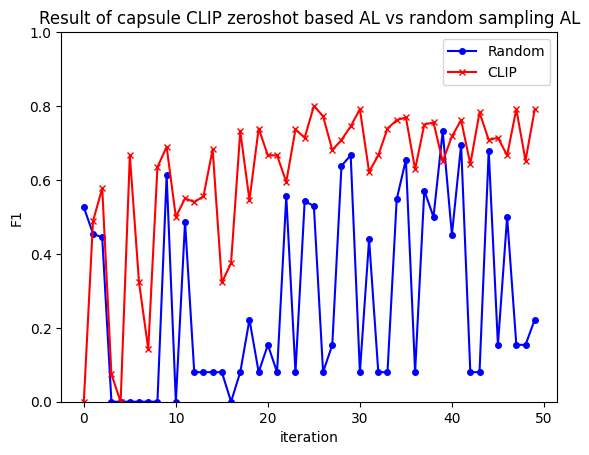 Result of capsule CLIP zeroshot based AL vs random sampling AL
1.0
0.8
0.6
0.4
0.2
0.0
F1
Random
CLIP
0 10 20 30 40 50
iteration